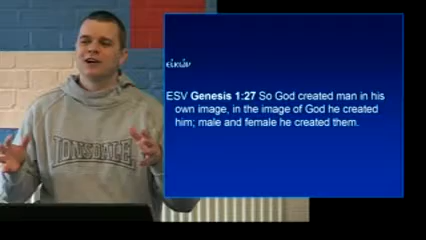 εἰκών
ESV Genesis 1:27 So God created man in his
own image, in the image of God he created
him; male and female he created them.
LONSDALE